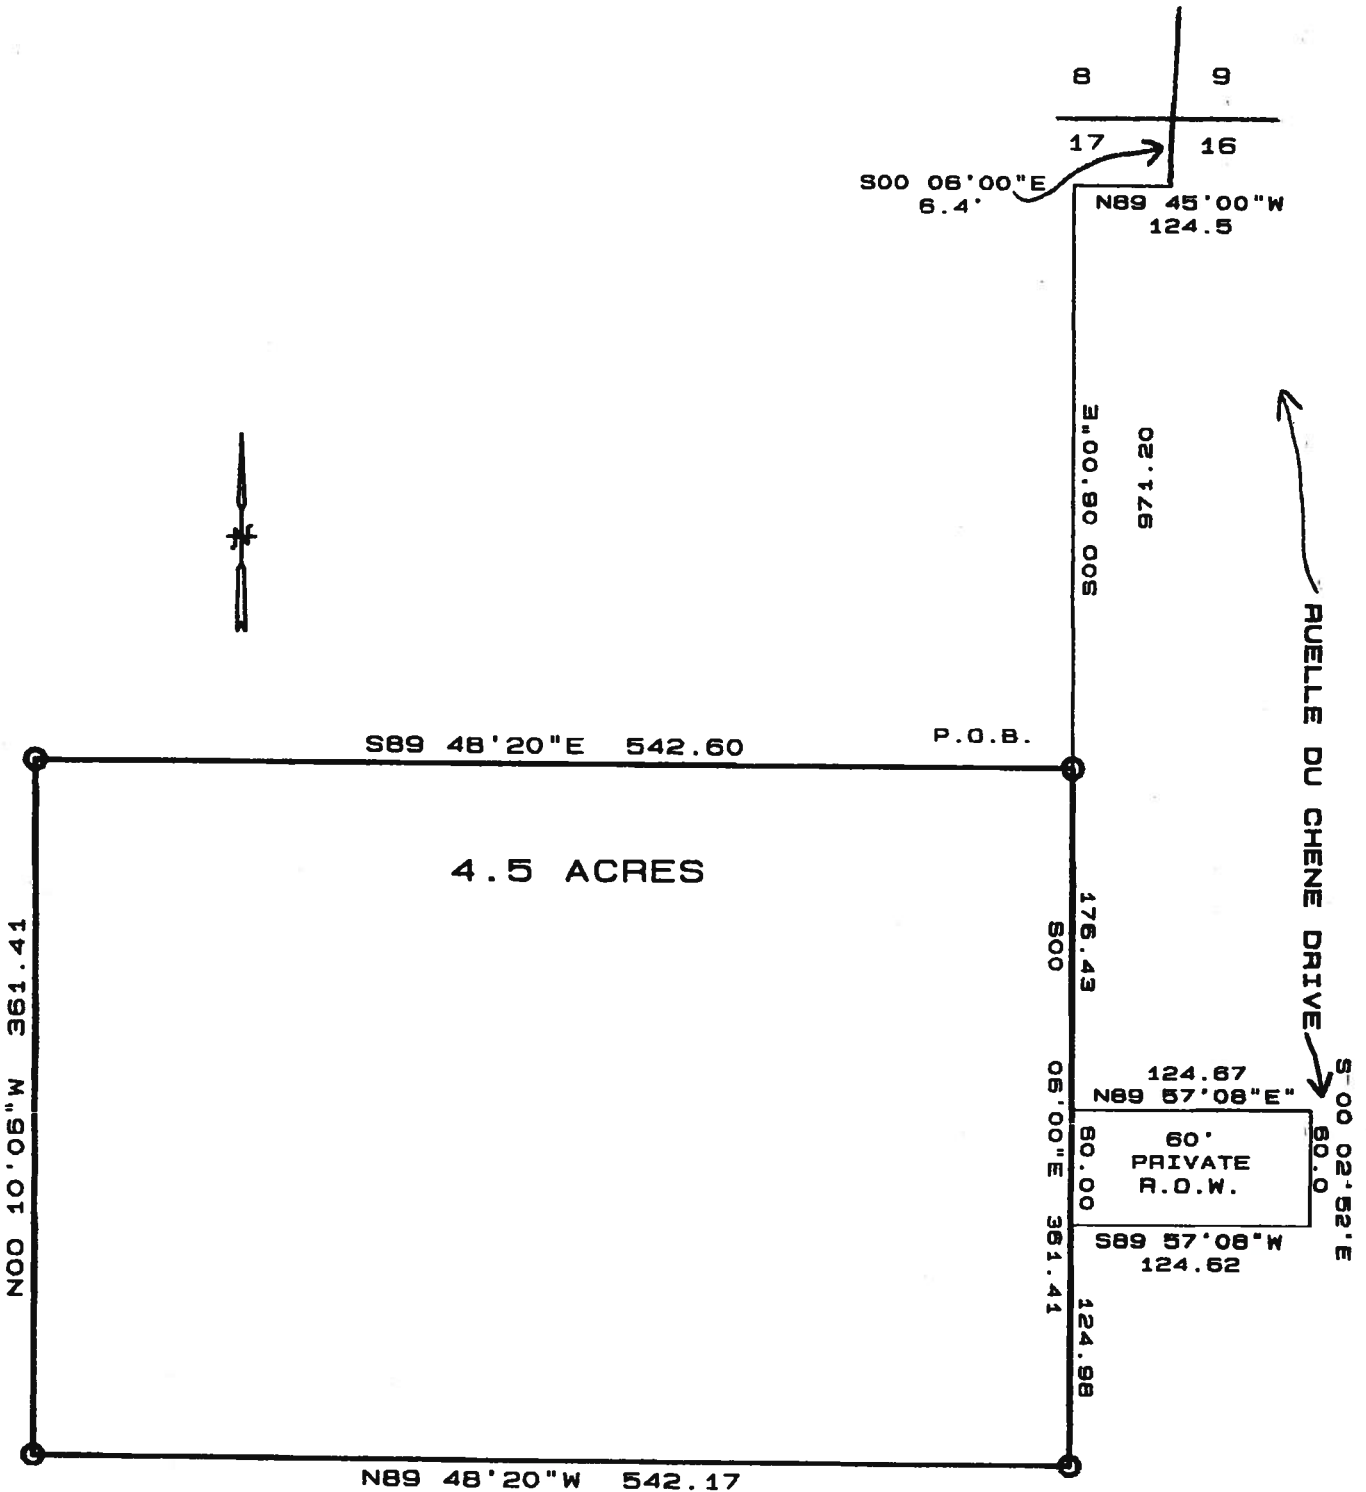 8
9
17
16
S00 06'00"E
6.4'
N89 45'00"W
124.5
S00 06'00"E
971.20
RUELLE DU CHENE DRIVE
S89 48'20"E 542.60
P.O.B.
4.5 ACRES
N00 10'06"W 361.41
176.43
S00 06'00"E 361.41
124.67
N89 57'08"E"
60.00
60'
PRIVATE
R.O.W.
60.0
S-00 02'52'E
S89 57'08"W
124.62
124.98
N89 48'20"W 542.17